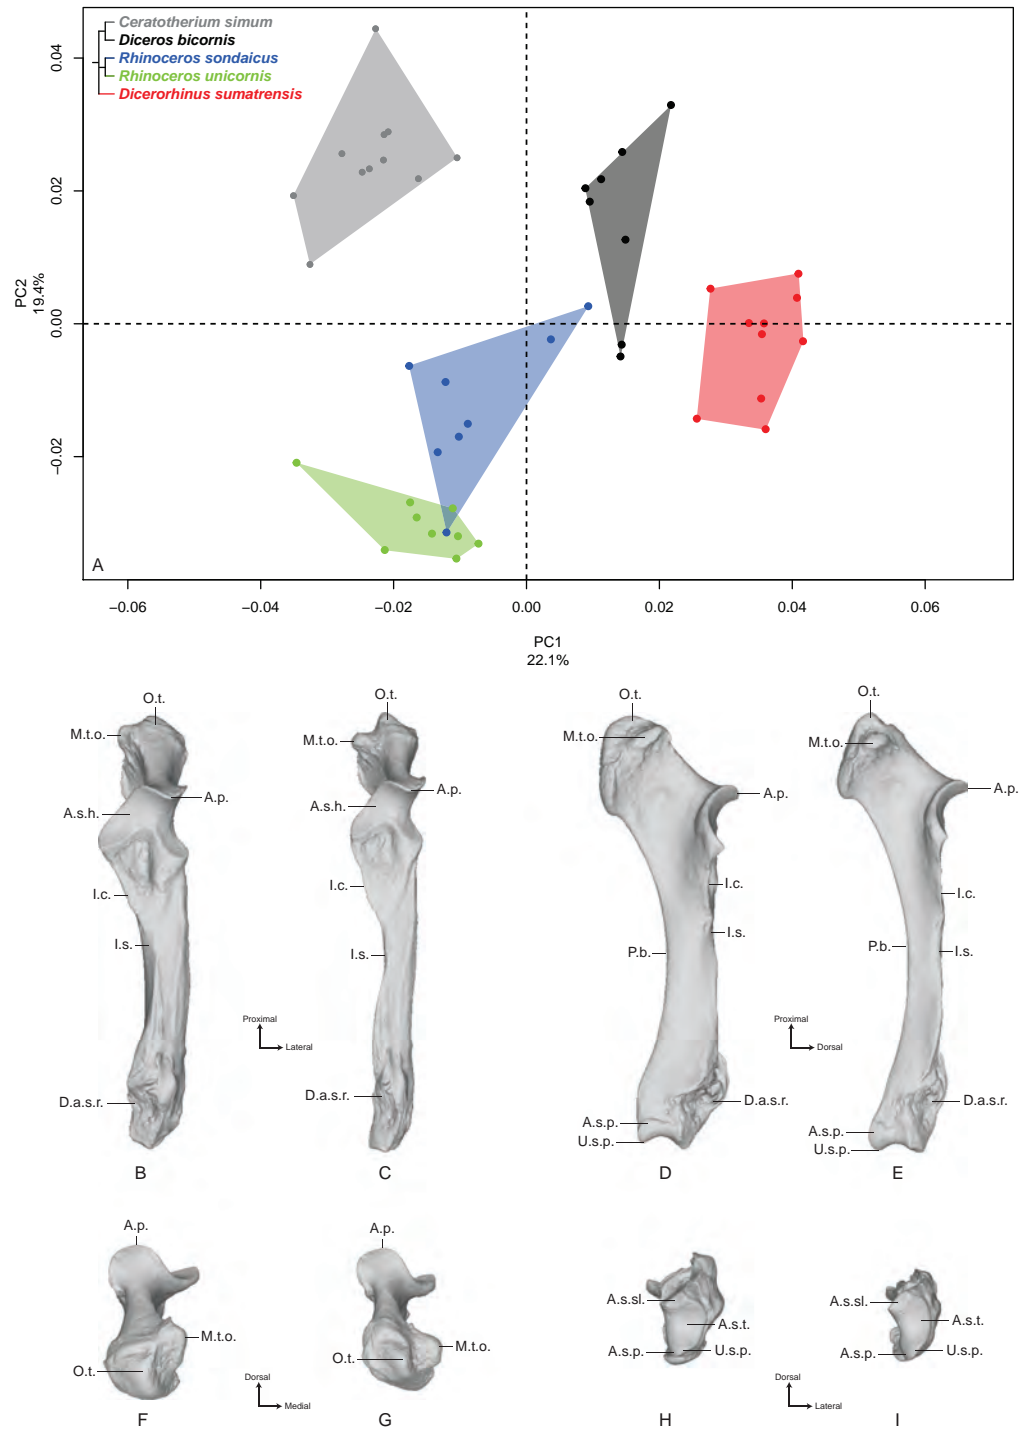 Ceratotherium simum
Diceros bicornis
Rhinoceros sondaicus
Rhinoceros unicornis
Dicerorhinus sumatrensis
0.04
0.02
0.00
−0.02
PC2
19.4%
A
−0.06 −0.04 −0.02 0.00 0.02 0.04 0.06
PC1
22.1%
O.t.
M.t.o.
A.p.
A.s.h.
I.c.
I.s.
D.a.s.r.
B
Proximal
Lateral
O.t.
M.t.o.
A.p.
A.s.h.
I.c.
I.s.
D.a.s.r.
C
O.t.
M.t.o.
A.p.
I.c.
I.s.
P.b.
D.a.s.r.
A.s.p.
U.s.p.
D
Proximal
Dorsal
O.t.
M.t.o.
A.p.
I.c.
P.b.
I.s.
D.a.s.r.
A.s.p.
U.s.p.
E
A.p.
M.t.o.
O.t.
F
Dorsal
Medial
A.p.
M.t.o.
O.t.
G
A.s.sl.
A.s.t.
A.s.p.
U.s.p.
H
Dorsal
Lateral
A.s.sl.
A.s.t.
A.s.p.
U.s.p.
I